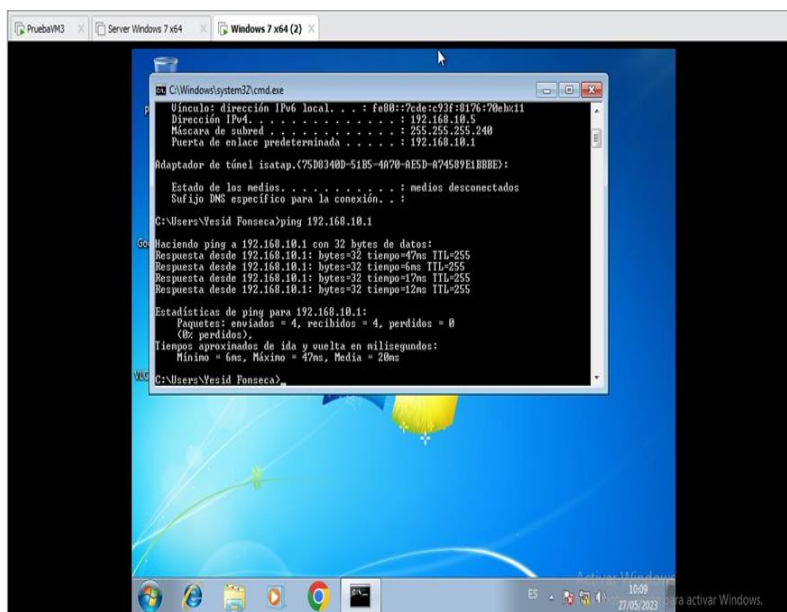 PruebaVM3
Server Windows 7 x64
Windows 7 x64 (2)
C:\Windows\system32\cmd.exe
Vínculo: dirección IPv6 local. . . : fe80::7cde:c93f:8176:70eb%11
Dirección IPv4. . . . . . . . . . . . . . : 192.168.10.5
Máscara de subred . . . . . . . . . . . . : 255.255.255.240
Puerta de enlace predeterminada . . . . . : 192.168.10.1
Adaptador de túnel isatap.{75D8340D-51B5-4A70-AE5D-A74589E1BBBE}:
Estado de los medios. . . . . . . . . . . : medios desconectados
Sufijo DNS específico para la conexión. . :
C:\Users\Yesid Fonseca>ping 192.168.10.1
Haciendo ping a 192.168.10.1 con 32 bytes de datos:
Respuesta desde 192.168.10.1: bytes=32 tiempo=47ms TTL=255
Respuesta desde 192.168.10.1: bytes=32 tiempo=6ms TTL=255
Respuesta desde 192.168.10.1: bytes=32 tiempo=17ms TTL=255
Respuesta desde 192.168.10.1: bytes=32 tiempo=12ms TTL=255
Estadísticas de ping para 192.168.10.1:
Paquetes: enviados = 4, recibidos = 4, perdidos = 0
(0% perdidos),
Tiempos aproximados de ida y vuelta en milisegundos:
Mínimo = 6ms, Máximo = 47ms, Media = 20ms
C:\Users\Yesid Fonseca>_
Activar Windows
ES
10:09
para activar Windows.
27/05/2023